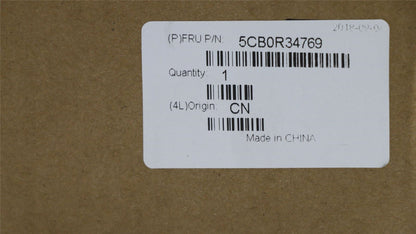 (P)FRU P/N: 5CB0R34769
Quantity: 1
(4L)Origin: CN
Made in CHINA